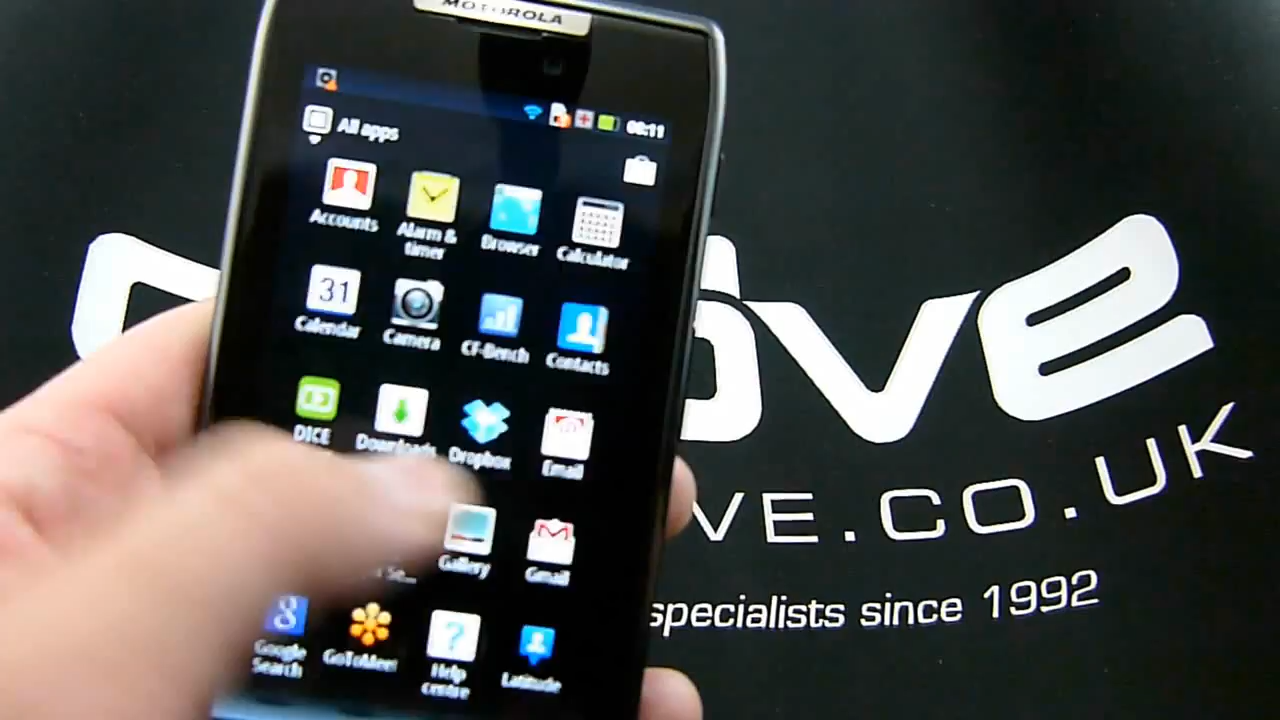 MOTOROLA
08:11
All apps
Accounts
Alarm & timer
Browser
Calculator
31
Calendar
Camera
CF-Bench
Contacts
DICE
Downloads
Dropbox
Email
Gallery
Gmail
Google Search
GoToMeet
Help centre
Latitude
ove
VE.CO.UK
specialists since 1992